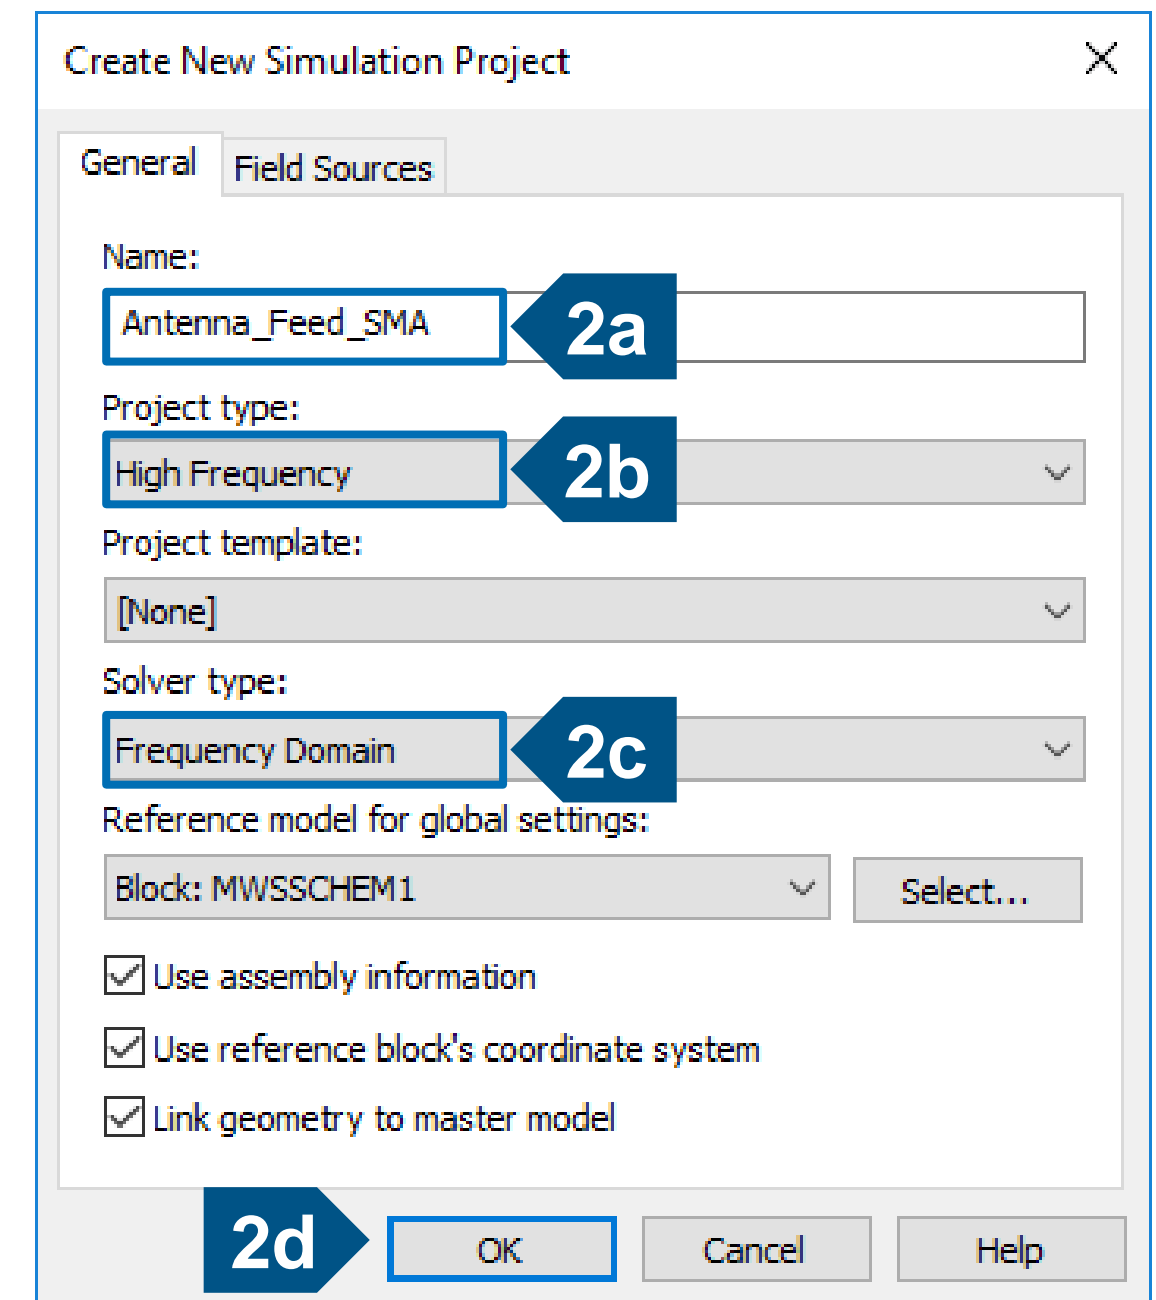 Create New Simulation Project
General
Field Sources
Name:
Antenna_Feed_SMA
2a
Project type:
High Frequency
2b
Project template:
[None]
Solver type:
Frequency Domain
2c
Reference model for global settings:
Block: MWSSCHEM1
Select...
Use assembly information
Use reference block's coordinate system
Link geometry to master model
2d
OK
Cancel
Help